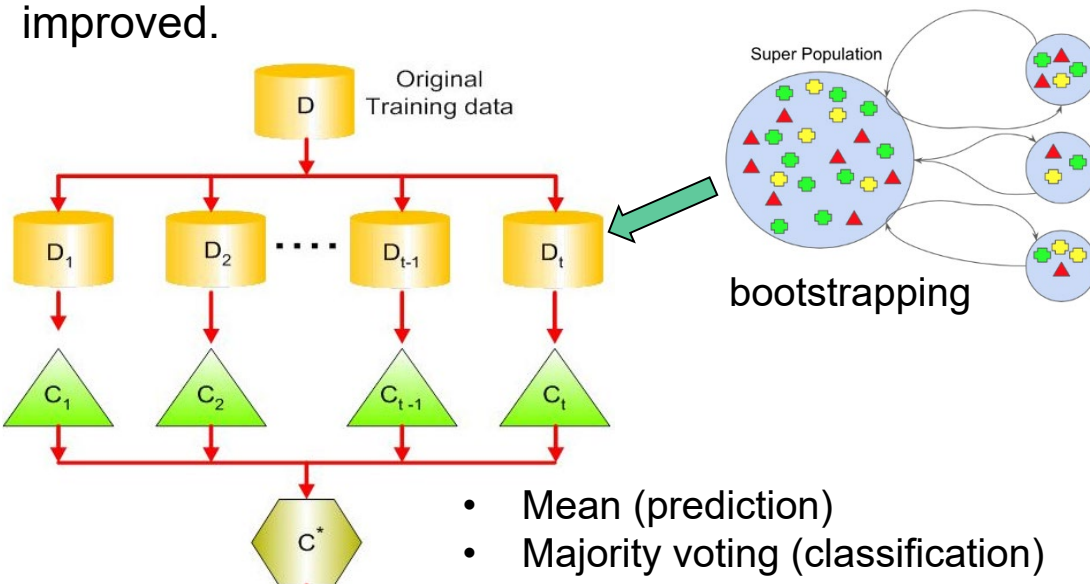 improved.
Original
Training data
D
D₁
D₂
....
Dₜ₋₁
Dₜ
C₁
C₂
Cₜ₋₁
Cₜ
C*
Super Population
bootstrapping
• Mean (prediction)
• Majority voting (classification)